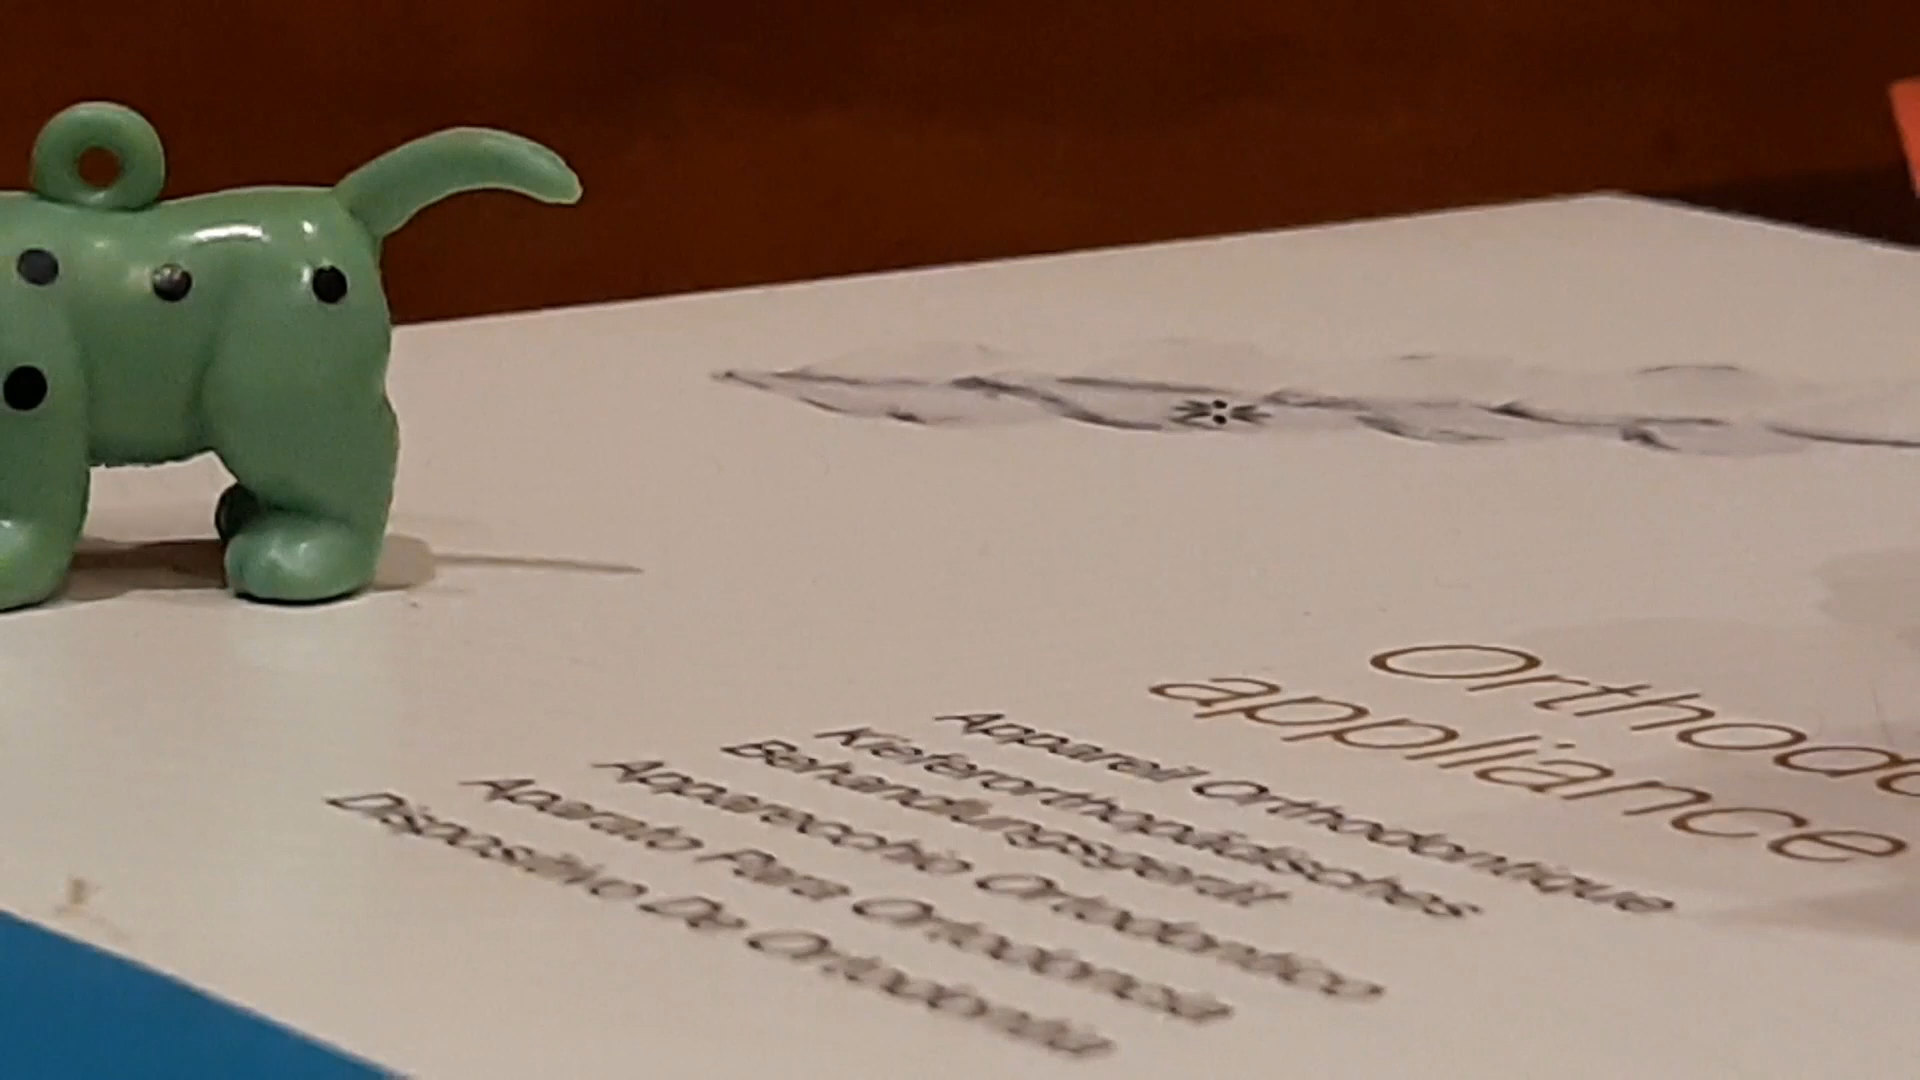 Orthodo
appliance
Appareil Orthodontique
Kieferorthopädisches
Behandlungsgerät
Apparecchio Ortodontico
Aparato Para Ortodoncia
Dispositivo De Ortodontia